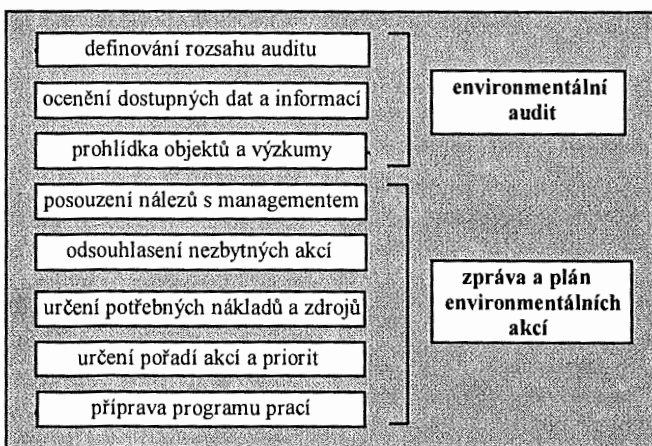 definování rozsahu auditu
ocenění dostupných dat a informací
prohlídka objektů a výzkumy
environmentální
audit
posouzení nálezů s managementem
odsouhlasení nezbytných akcí
určení potřebných nákladů a zdrojů
určení pořadí akcí a priorit
příprava programu prací
zpráva a plán
environmentálních
akcí